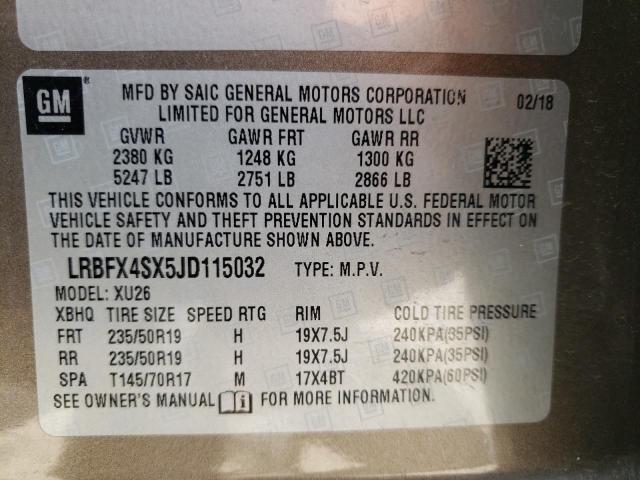 GM ®
MFD BY SAIC GENERAL MOTORS CORPORATION 02/18
LIMITED FOR GENERAL MOTORS LLC
GVWR GAWR FRT GAWR RR
2380 KG 1248 KG 1300 KG
5247 LB 2751 LB 2866 LB
THIS VEHICLE CONFORMS TO ALL APPLICABLE U.S. FEDERAL MOTOR
VEHICLE SAFETY AND THEFT PREVENTION STANDARDS IN EFFECT ON
THE DATE OF MANUFACTURE SHOWN ABOVE.
LRBFX4SX5JD115032 TYPE: M.P.V.
MODEL: XU26
XBHQ TIRE SIZE SPEED RTG RIM COLD TIRE PRESSURE
FRT 235/50R19 H 19X7.5J 240KPA(35PSI)
RR 235/50R19 H 19X7.5J 240KPA(35PSI)
SPA T145/70R17 M 17X4BT 420KPA(60PSI)
SEE OWNER'S MANUAL FOR MORE INFORMATION.